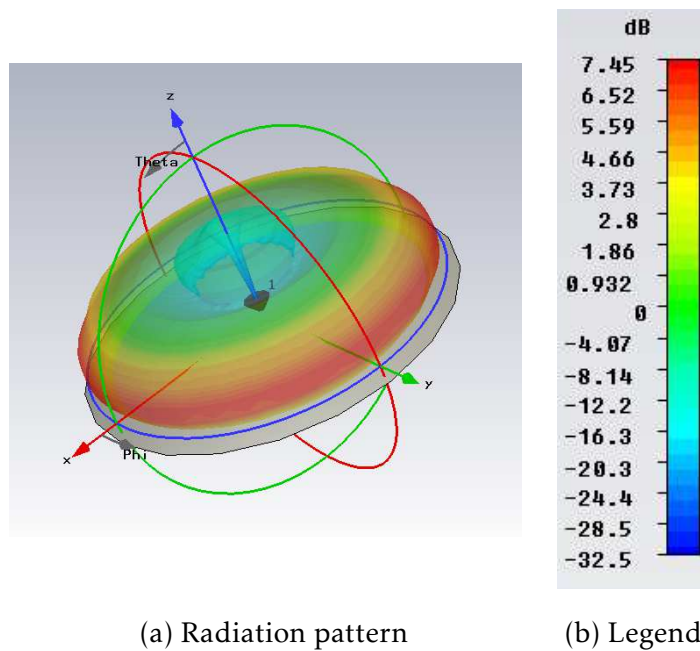 z
Theta
1
y
x
Phi
dB
7.45
6.52
5.59
4.66
3.73
2.8
1.86
0.932
0
-4.07
-8.14
-12.2
-16.3
-20.3
-24.4
-28.5
-32.5
(a) Radiation pattern
(b) Legend